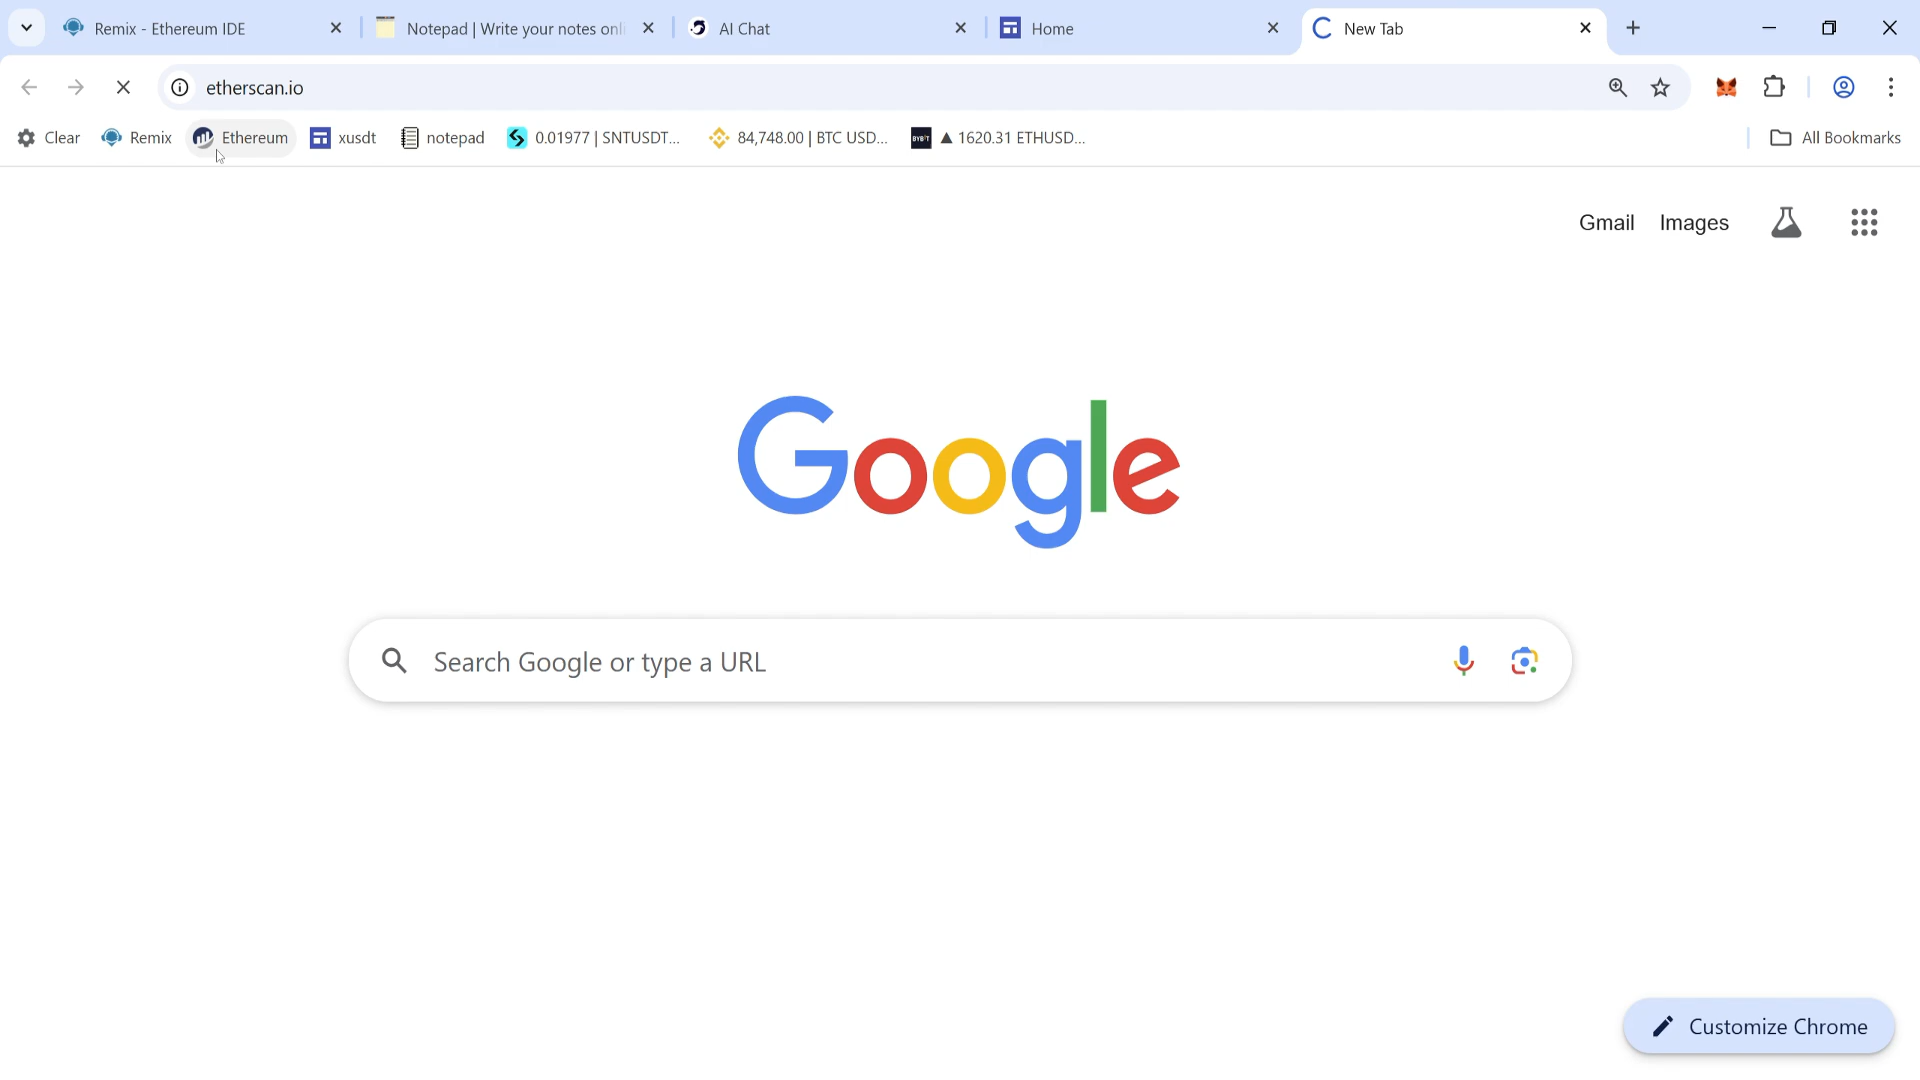 Remix - Ethereum IDE
Notepad | Write your notes onli
AI Chat
Home
New Tab
etherscan.io
Clear
Remix
Ethereum
xusdt
notepad
0.01977 | SNTUSDT...
84,748.00 | BTC USD...
BYBIT
▲ 1620.31 ETHUSD...
All Bookmarks
Gmail
Images
Google
Search Google or type a URL
Customize Chrome